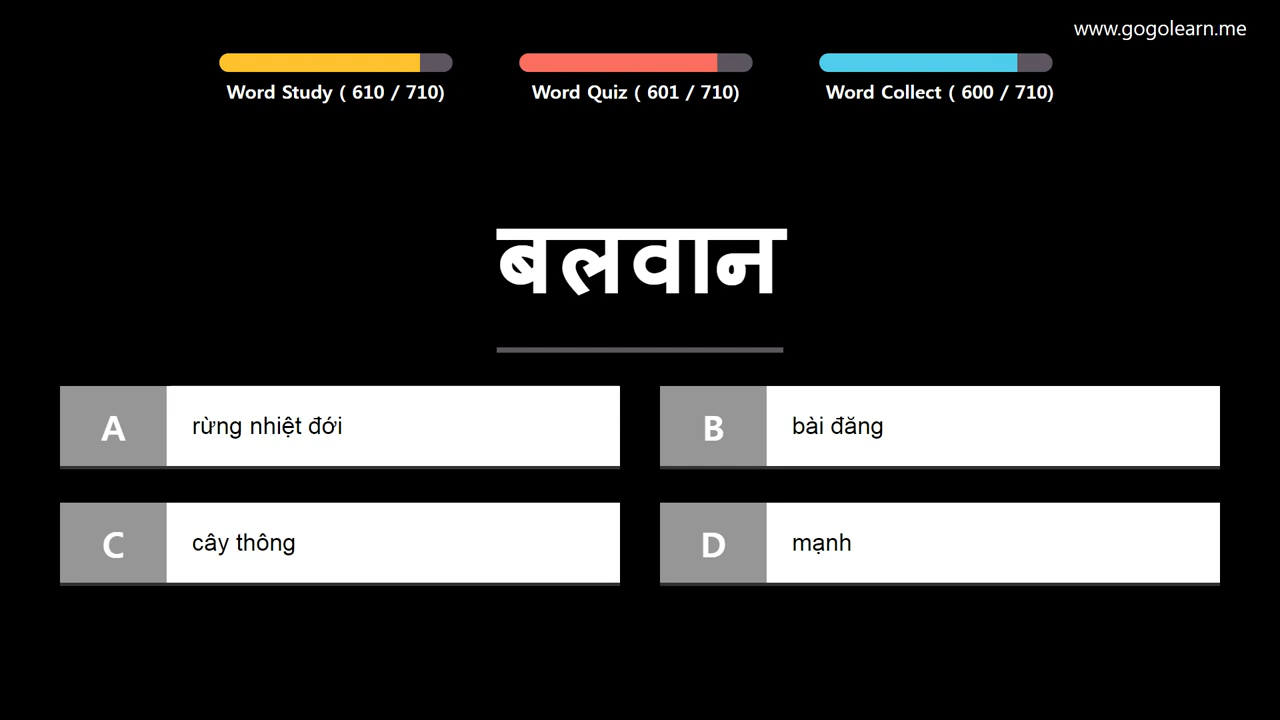 www.gogolearn.me
Word Study ( 610 / 710)
Word Quiz ( 601 / 710)
Word Collect ( 600 / 710)
बलवान
A rừng nhiệt đới
B bài đăng
C cây thông
D mạnh